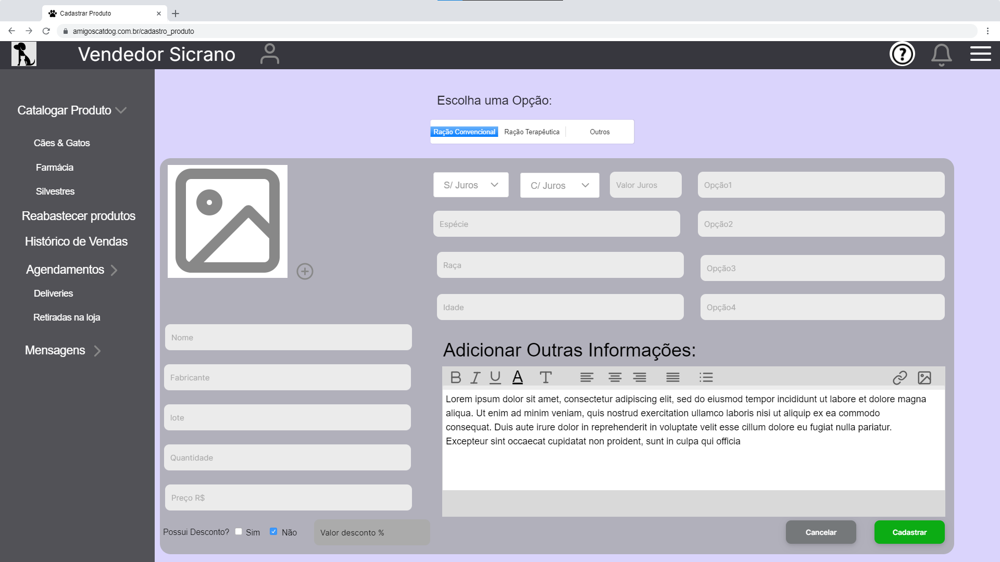 Cadastrar Produto
amigoscatdog.com.br/cadastro_produto
Vendedor Sicrano
?
Catalogar Produto
Cães & Gatos
Farmácia
Silvestres
Reabastecer produtos
Histórico de Vendas
Agendamentos
Deliveries
Retiradas na loja
Mensagens
Escolha uma Opção:
Ração Convencional Ração Terapêutica Outros
Nome
Fabricante
lote
Quantidade
Preço R$
Possui Desconto? Sim Não Valor desconto %
S/ Juros C/ Juros Valor Juros Opção1
Espécie Opção2
Raça Opção3
Idade Opção4
Adicionar Outras Informações:
B I U A T
Lorem ipsum dolor sit amet, consectetur adipiscing elit, sed do eiusmod tempor incididunt ut labore et dolore magna
aliqua. Ut enim ad minim veniam, quis nostrud exercitation ullamco laboris nisi ut aliquip ex ea commodo
consequat. Duis aute irure dolor in reprehenderit in voluptate velit esse cillum dolore eu fugiat nulla pariatur.
Excepteur sint occaecat cupidatat non proident, sunt in culpa qui officia
Cancelar Cadastrar